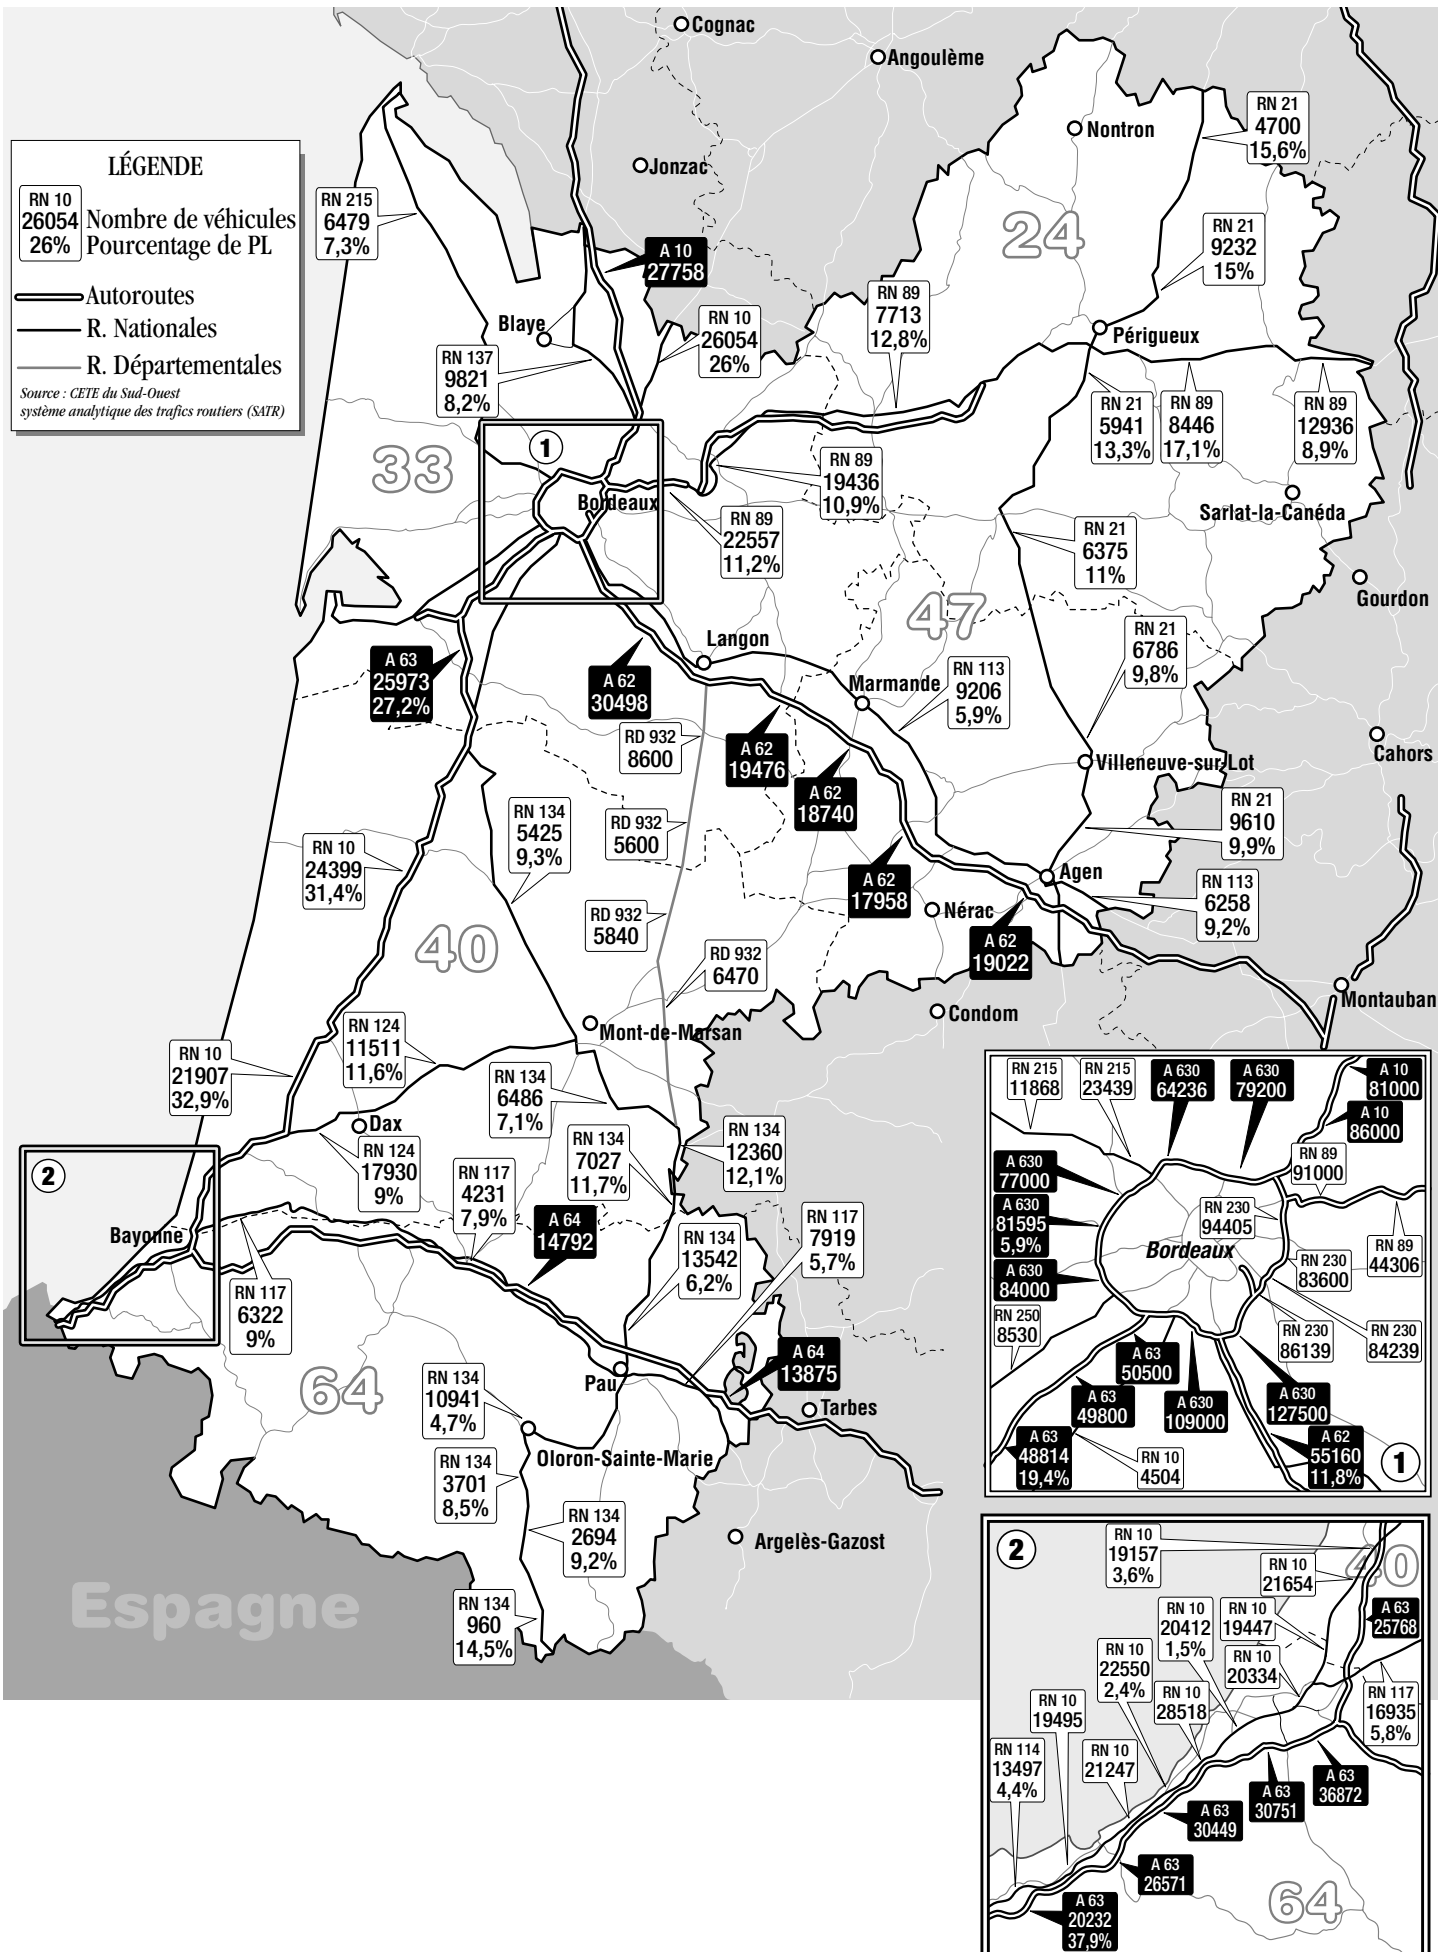 Cognac
Angoulême
Nontron
Jonzac
RN 21
4700
15,6%
LÉGENDE
RN 10
26054
26%
Nombre de véhicules
Pourcentage de PL
Autoroutes
R. Nationales
R. Départementales
Source : CETE du Sud-Ouest
système analytique des trafics routiers (SATR)
RN 215
6479
7,3%
24
RN 21
9232
15%
A 10
27758
RN 89
7713
12,8%
Blaye
RN 10
26054
26%
Périgueux
RN 137
9821
8,2%
RN 21
5941
13,3%
RN 89
8446
17,1%
RN 89
12936
8,9%
33
1
Bordeaux
RN 89
19436
10,9%
Sarlat-la-Canéda
RN 89
22557
11,2%
RN 21
6375
11%
Gourdon
47
Langon
RN 21
6786
9,8%
A 63
25973
27,2%
A 62
30498
Marmande
RN 113
9206
5,9%
RD 932
8600
A 62
19476
Cahors
Villeneuve-sur-Lot
A 62
18740
RN 134
5425
9,3%
RD 932
5600
RN 21
9610
9,9%
RN 10
24399
31,4%
Agen
A 62
17958
RN 113
6258
9,2%
RD 932
5840
Nérac
40
A 62
19022
RD 932
6470
Montauban
Condom
Mont-de-Marsan
RN 124
11511
11,6%
RN 10
21907
32,9%
RN 134
6486
7,1%
Dax
RN 124
17930
9%
RN 134
7027
11,7%
RN 134
12360
12,1%
2
RN 117
4231
7,9%
Bayonne
A 64
14792
RN 117
7919
5,7%
RN 134
13542
6,2%
RN 117
6322
9%
A 64
13875
64
Pau
RN 134
10941
4,7%
Tarbes
Oloron-Sainte-Marie
RN 134
3701
8,5%
RN 134
2694
9,2%
Argelès-Gazost
Espagne
RN 134
960
14,5%
RN 215
11868
RN 215
23439
A 630
64236
A 630
79200
A 10
81000
A 10
86000
RN 89
91000
A 630
77000
A 630
81595
5,9%
RN 230
94405
Bordeaux
RN 89
44306
RN 230
83600
A 630
84000
RN 250
8530
RN 230
86139
RN 230
84239
A 63
50500
A 63
49800
A 630
109000
A 630
127500
A 63
48814
19,4%
RN 10
4504
A 62
55160
11,8%
1
2
RN 10
19157
3,6%
40
RN 10
21654
RN 10
20412
1,5%
RN 10
19447
A 63
25768
RN 10
22550
2,4%
RN 10
20334
RN 10
28518
RN 10
19495
RN 117
16935
5,8%
RN 114
13497
4,4%
RN 10
21247
A 63
36872
A 63
30751
A 63
30449
A 63
26571
A 63
20232
37,9%
64